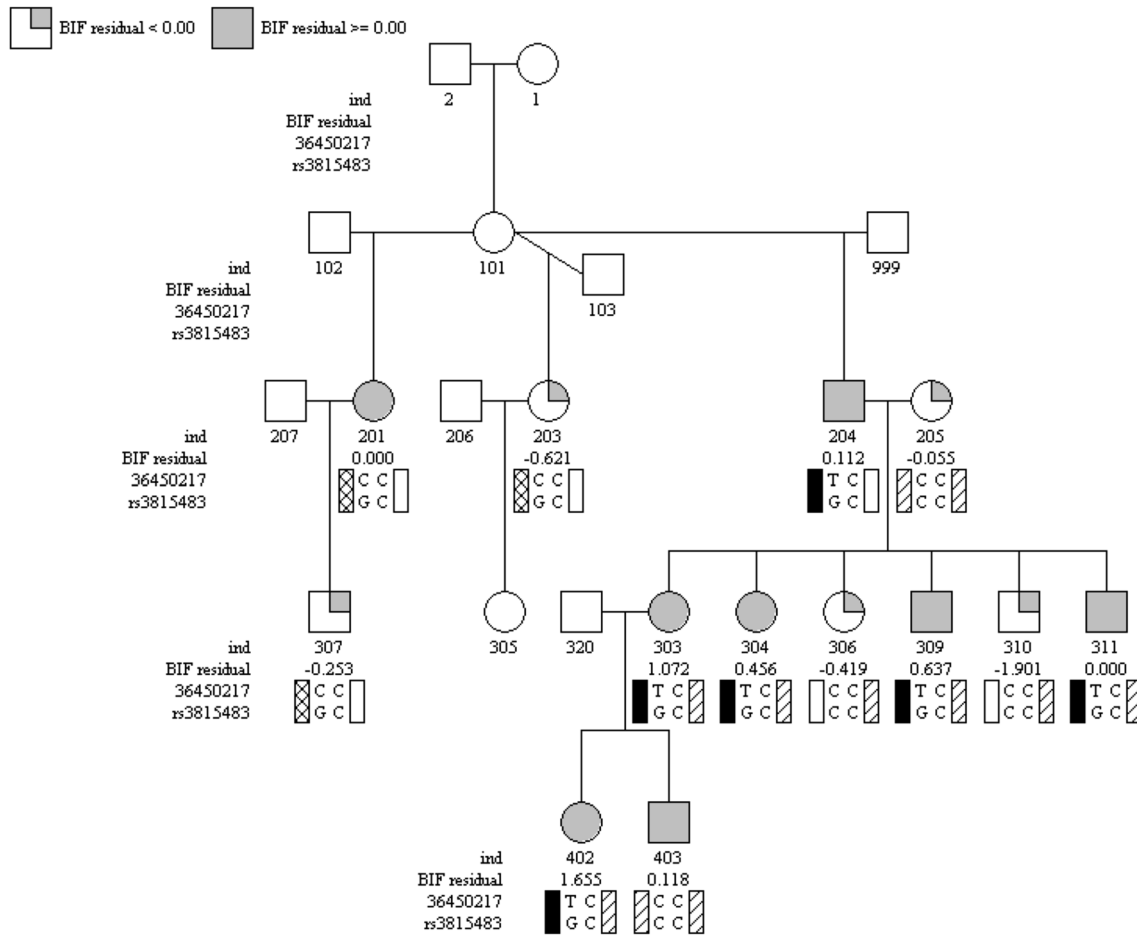 BIF residual < 0.00 BIF residual >= 0.00
2 1
ind
BIF residual
36450217
rs3815483
102 101 103 999
ind
BIF residual
36450217
rs3815483
207 201 206 203 204 205
ind
BIF residual 0.000 -0.621 0.112 -0.055
36450217 C C C C T C C C
rs3815483 G C G C G C C C
307 305 320 303 304 306 309 310 311
ind
BIF residual -0.253 1.072 0.456 -0.419 0.637 -1.901 0.000
36450217 C C T C T C C C T C C C T C
rs3815483 G C G C G C C C G C C C G C
ind 402 403
BIF residual 1.655 0.118
36450217 T C C C
rs3815483 G C C C